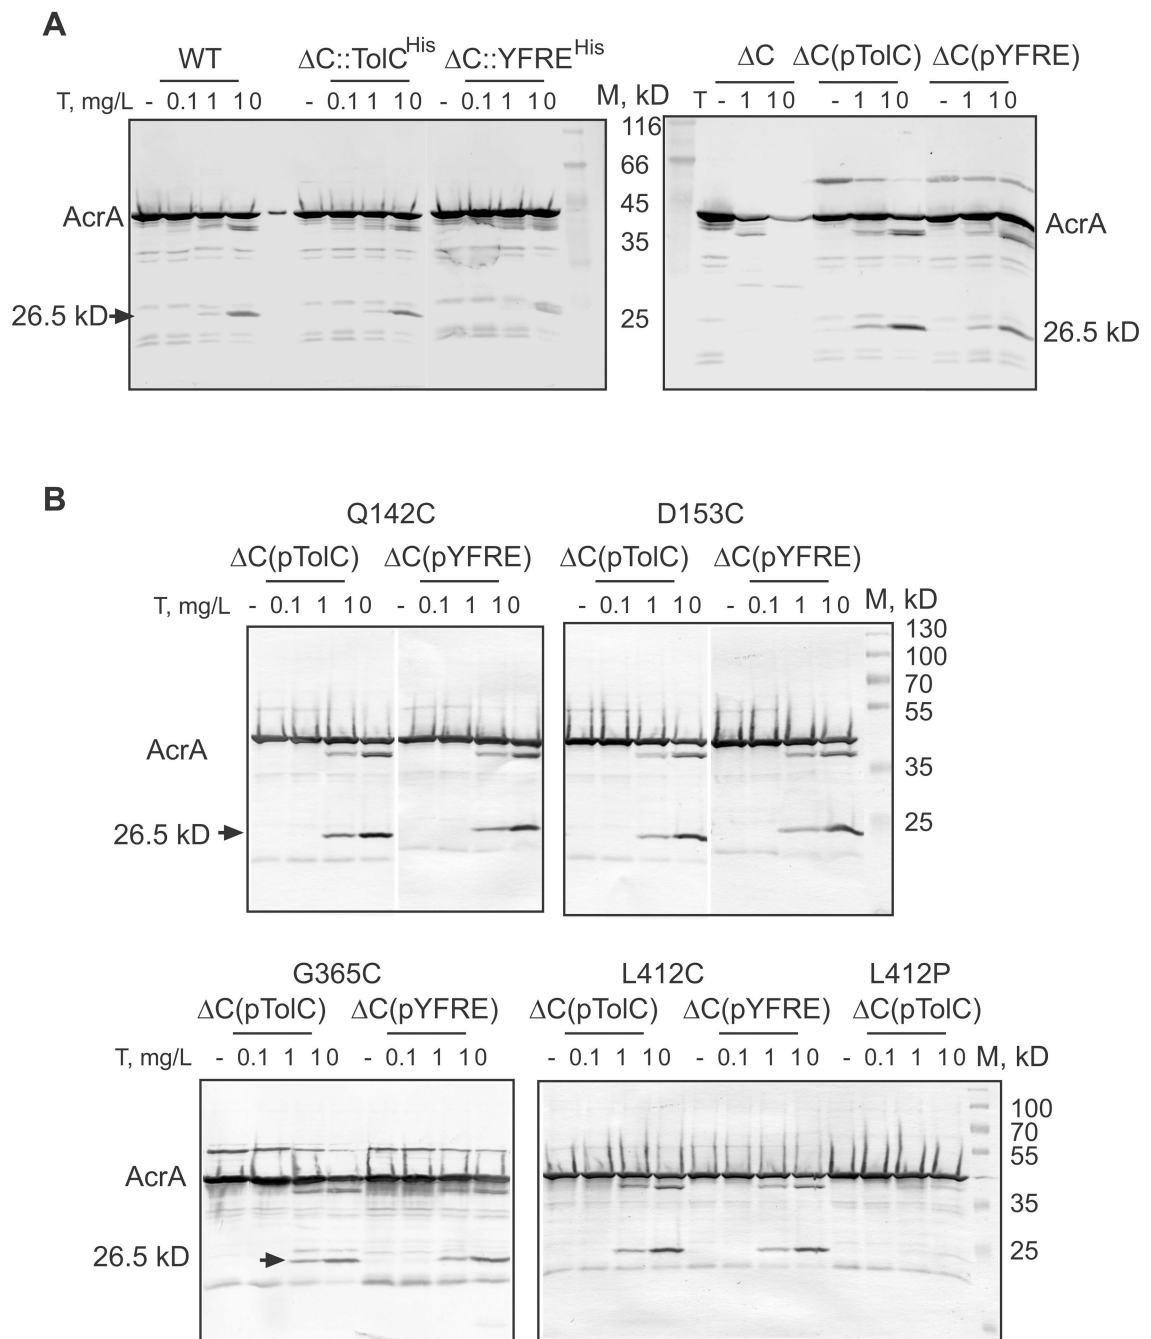 A
WT ΔC::TolCHis ΔC::YFREHis
T, mg/L - 0.1 1 10 - 0.1 1 10 - 0.1 1 10
ΔC ΔC(pTolC) ΔC(pYFRE)
M, kD T - 1 10 - 1 10 - 1 10
116
66
45
35
25
AcrA
26.5 kD
AcrA
26.5 kD
B
Q142C D153C
ΔC(pTolC) ΔC(pYFRE) ΔC(pTolC) ΔC(pYFRE)
T, mg/L - 0.1 1 10 - 0.1 1 10 - 0.1 1 10 - 0.1 1 10 M, kD
130
100
70
55
35
25
AcrA
26.5 kD
G365C L412C L412P
ΔC(pTolC) ΔC(pYFRE) ΔC(pTolC) ΔC(pYFRE) ΔC(pTolC)
T, mg/L - 0.1 1 10 - 0.1 1 10 - 0.1 1 10 - 0.1 1 10 - 0.1 1 10 M, kD
100
70
55
35
25
AcrA
26.5 kD